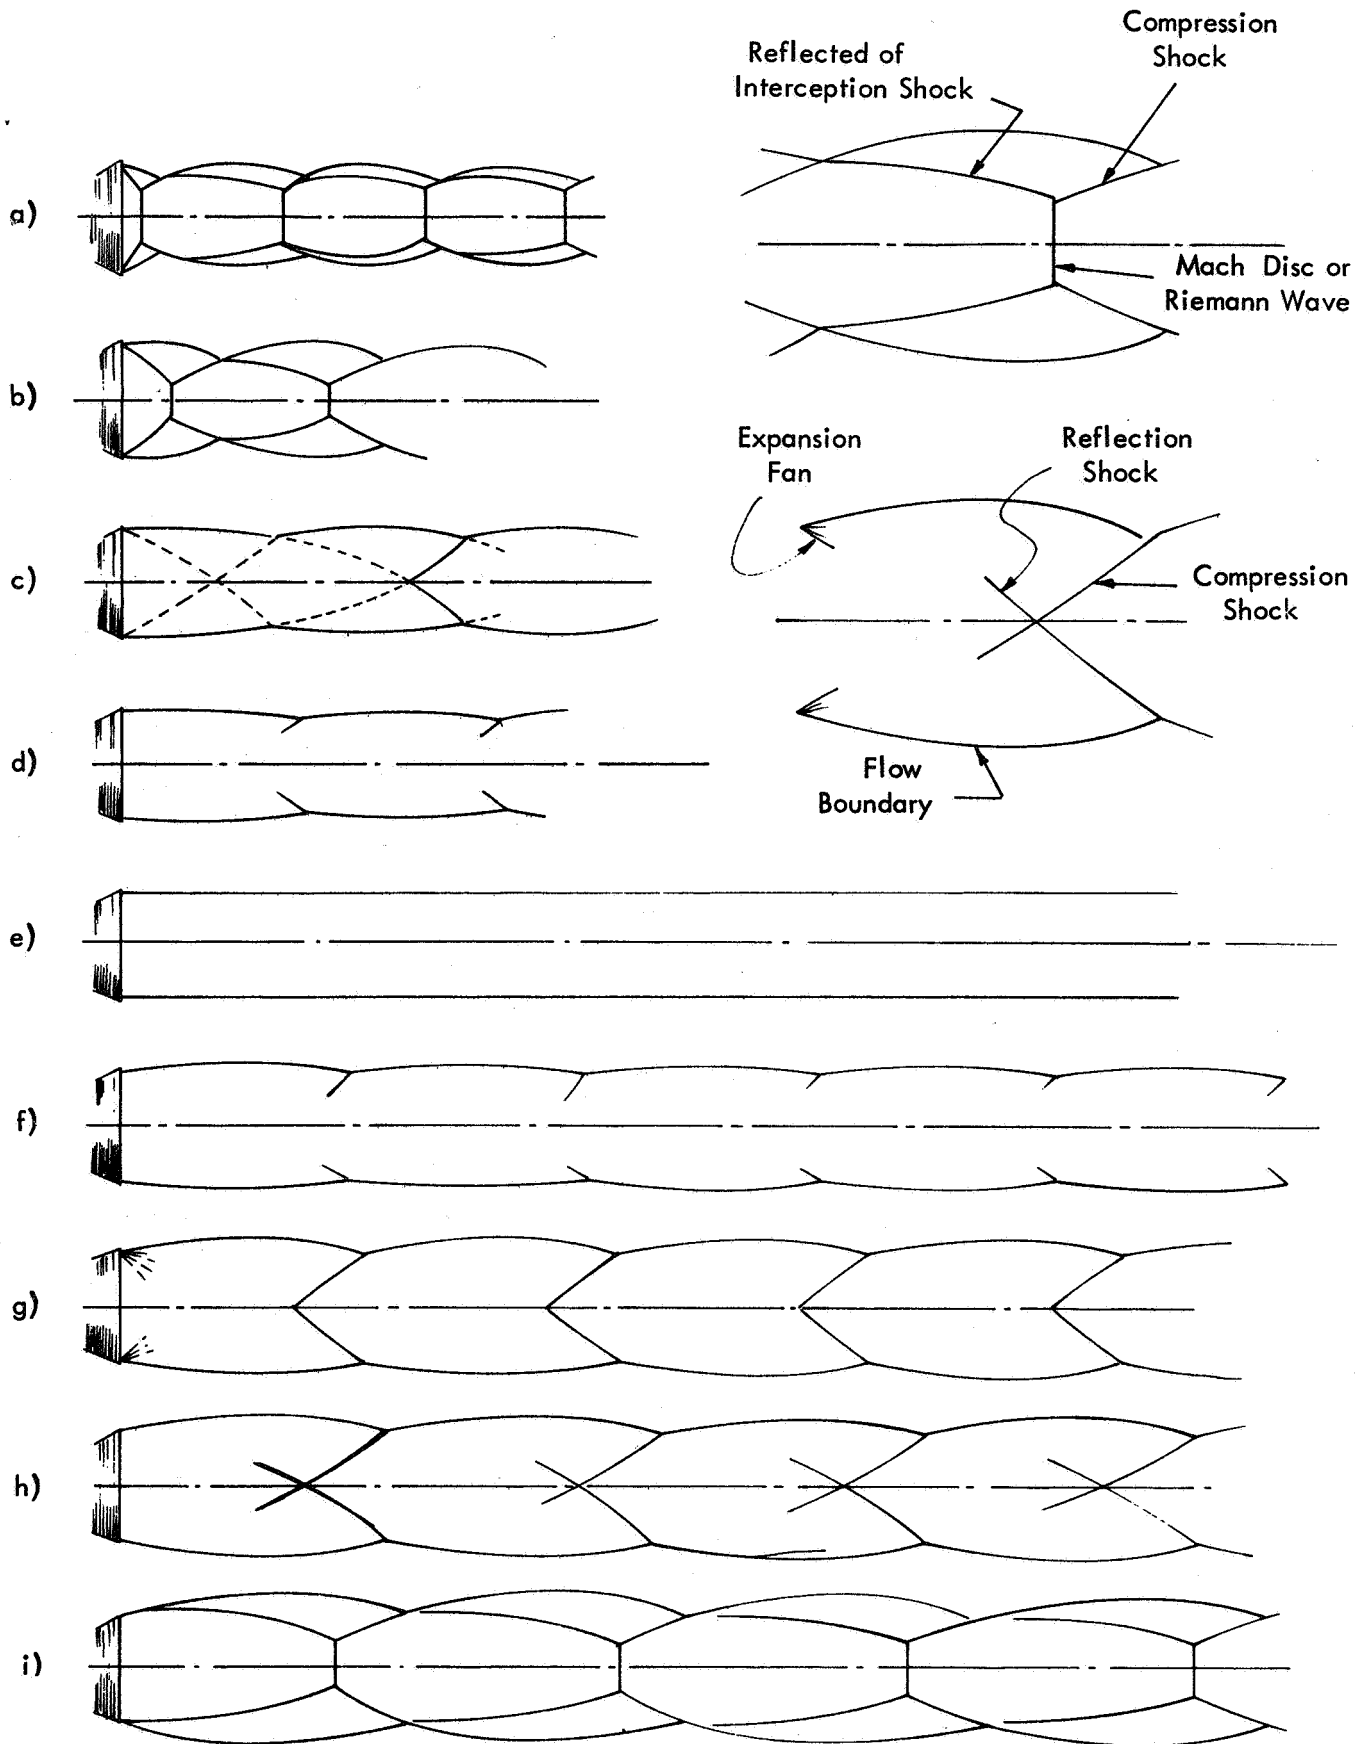 Compression
Shock
Reflected of
Interception Shock
a)
Mach Disc or
Riemann Wave
b)
Expansion
Fan
Reflection
Shock
c)
Compression
Shock
d)
Flow
Boundary
e)
f)
g)
h)
i)